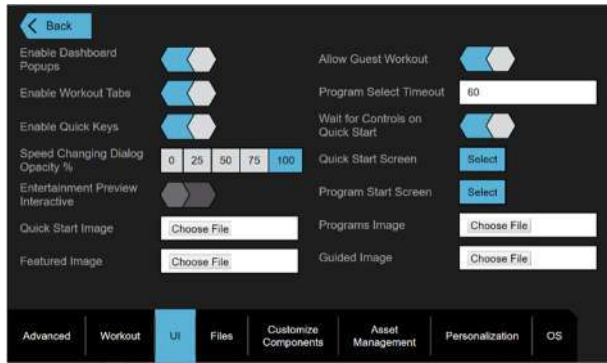 Back
Enable Dashboard
Popups
Enable Workout Tabs
Enable Quick Keys
Speed Changing Dialog
Opacity %
0 25 50 75 100
Entertainment Preview
Interactive
Quick Start Image
Choose File
Featured Image
Choose File
Allow Guest Workout
Program Select Timeout
60
Wait for Controls on
Quick Start
Quick Start Screen
Select
Program Start Screen
Select
Programs Image
Choose File
Guided Image
Choose File
Advanced
Workout
UI
Files
Customize
Components
Asset
Management
Personalization
OS